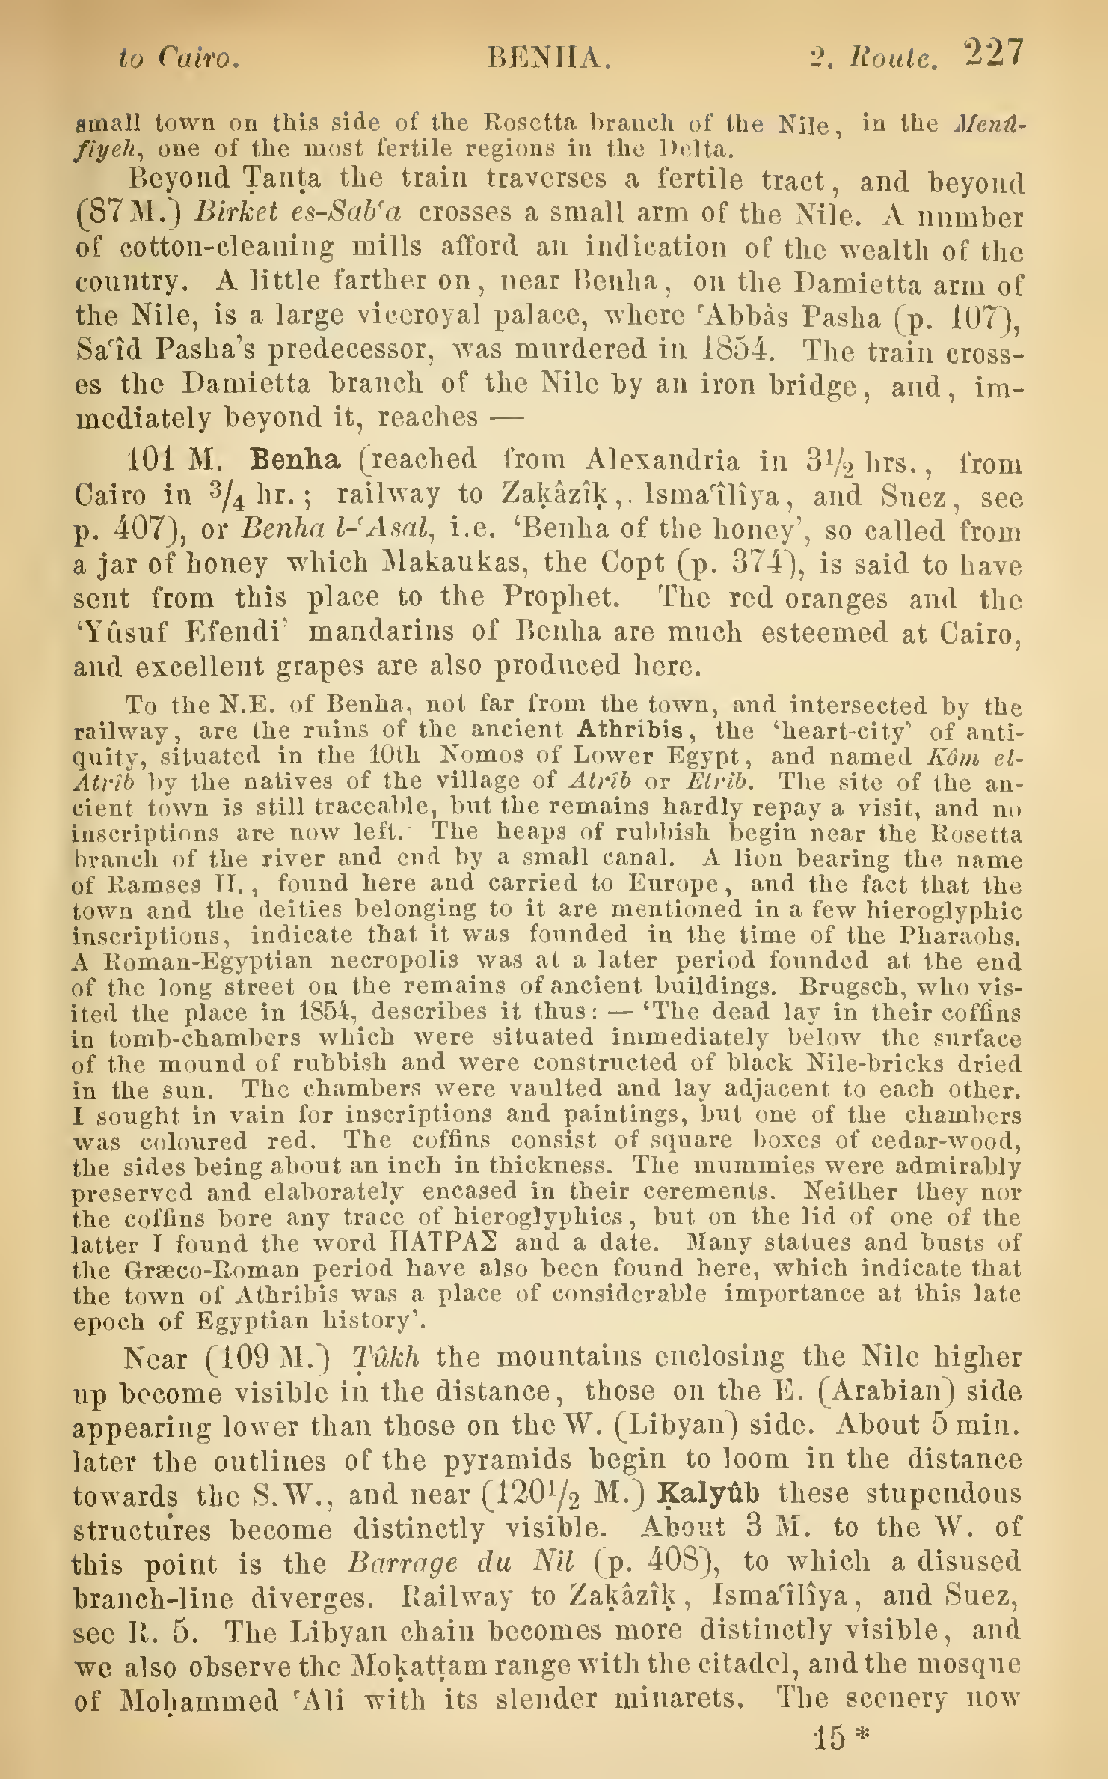 to Cairo. BENHA. 2. Route. 227
small town on this side of the Rosetta branch of the Nile, in the Menû-
fîyeh, one of the most fertile regions in the Delta.
Beyond Ṭanṭa the train traverses a fertile tract, and beyond
(87 M.) Birket es-Sabʿa crosses a small arm of the Nile. A number
of cotton-cleaning mills afford an indication of the wealth of the
country. A little farther on, near Benha, on the Damietta arm of
the Nile, is a large viceroyal palace, where ʿAbbâs Pasha (p. 107),
Saʿîd Pasha's predecessor, was murdered in 1854. The train cross-
es the Damietta branch of the Nile by an iron bridge, and, im-
mediately beyond it, reaches —
101 M. Benha (reached from Alexandria in 3½ hrs., from
Cairo in ¾ hr.; railway to Zaḳâzîḳ, Ismaʿîlîya, and Suez, see
p. 407), or Benha l-ʿAsal, i.e. 'Benha of the honey', so called from
a jar of honey which Makaukas, the Copt (p. 374), is said to have
sent from this place to the Prophet. The red oranges and the
'Yûsuf Efendi' mandarins of Benha are much esteemed at Cairo,
and excellent grapes are also produced here.
To the N.E. of Benha, not far from the town, and intersected by the
railway, are the ruins of the ancient Athribis, the 'heart-city' of anti-
quity, situated in the 10th Nomos of Lower Egypt, and named Kôm el-
Atrîb by the natives of the village of Atrîb or Etrîb. The site of the an-
cient town is still traceable, but the remains hardly repay a visit, and no
inscriptions are now left. The heaps of rubbish begin near the Rosetta
branch of the river and end by a small canal. A lion bearing the name
of Ramses II., found here and carried to Europe, and the fact that the
town and the deities belonging to it are mentioned in a few hieroglyphic
inscriptions, indicate that it was founded in the time of the Pharaohs.
A Roman-Egyptian necropolis was at a later period founded at the end
of the long street on the remains of ancient buildings. Brugsch, who vis-
ited the place in 1854, describes it thus: — 'The dead lay in their coffins
in tomb-chambers which were situated immediately below the surface
of the mound of rubbish and were constructed of black Nile-bricks dried
in the sun. The chambers were vaulted and lay adjacent to each other.
I sought in vain for inscriptions and paintings, but one of the chambers
was coloured red. The coffins consist of square boxes of cedar-wood,
the sides being about an inch in thickness. The mummies were admirably
preserved and elaborately encased in their cerements. Neither they nor
the coffins bore any trace of hieroglyphics, but on the lid of one of the
latter I found the word ΠΑΤΡΑΣ and a date. Many statues and busts of
the Græco-Roman period have also been found here, which indicate that
the town of Athribis was a place of considerable importance at this late
epoch of Egyptian history'.
Near (109 M.) Ṭûkh the mountains enclosing the Nile higher
up become visible in the distance, those on the E. (Arabian) side
appearing lower than those on the W. (Libyan) side. About 5 min.
later the outlines of the pyramids begin to loom in the distance
towards the S.W., and near (120½ M.) Ḳalyûb these stupendous
structures become distinctly visible. About 3 M. to the W. of
this point is the Barrage du Nil (p. 408), to which a disused
branch-line diverges. Railway to Zaḳâzîḳ, Ismaʿîlîya, and Suez,
see R. 5. The Libyan chain becomes more distinctly visible, and
we also observe the Moḳaṭṭam range with the citadel, and the mosque
of Moḥammed ʿAli with its slender minarets. The scenery now
15*